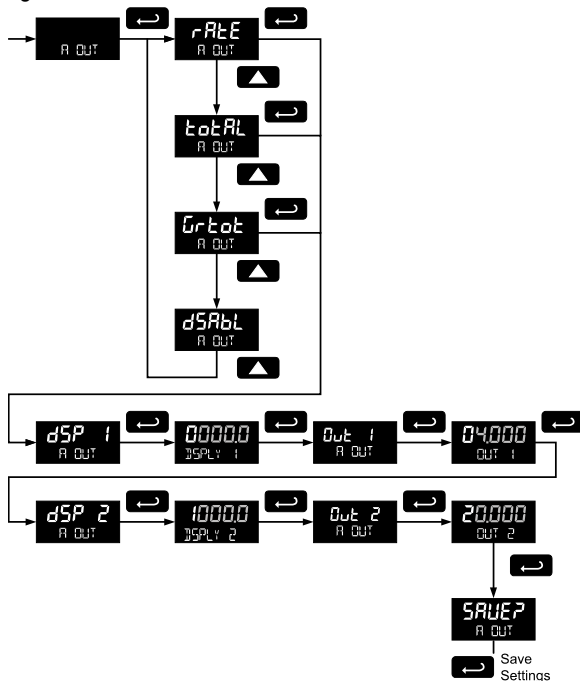 A OUT
rAtE
A OUT
totAL
A OUT
Grtot
A OUT
dSAbL
A OUT
dSP 1
A OUT
0000.0
DSPLY 1
Out 1
A OUT
04.000
OUT 1
dSP 2
A OUT
1000.0
DSPLY 2
Out 2
A OUT
20.000
OUT 2
SAVE?
A OUT
Save
Settings